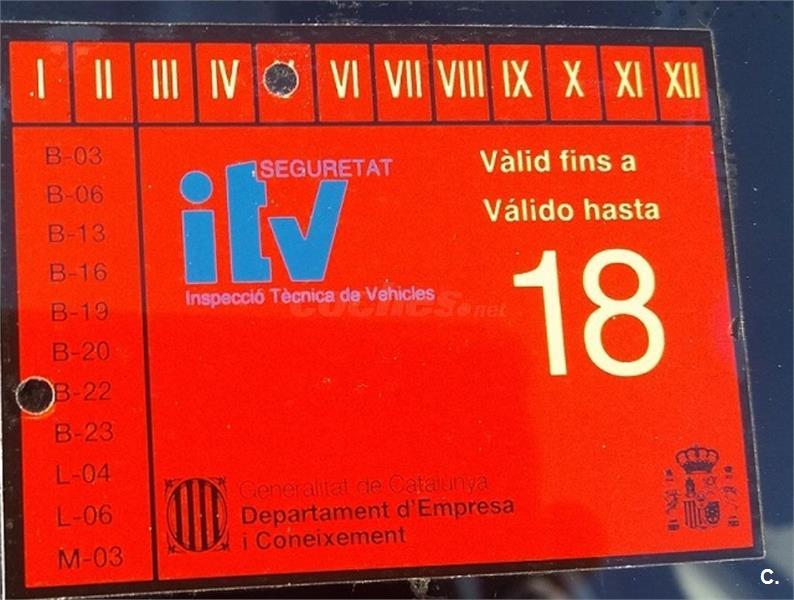 I II III IV VI VII VIII IX X XI XII
B-03
B-06
B-13
B-16
B-19
B-20
B-22
B-23
L-04
L-06
M-03
SEGURETAT
itv
Inspecció Tècnica de Vehicles
Vàlid fins a
Válido hasta
18
coches.net
Generalitat de Catalunya
Departament d'Empresa
i Coneixement
C.